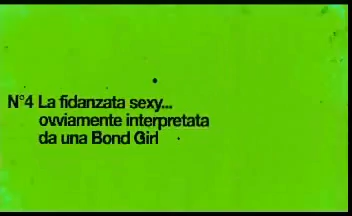 N°4 La fidanzata sexy...
ovviamente interpretata
da una Bond Girl